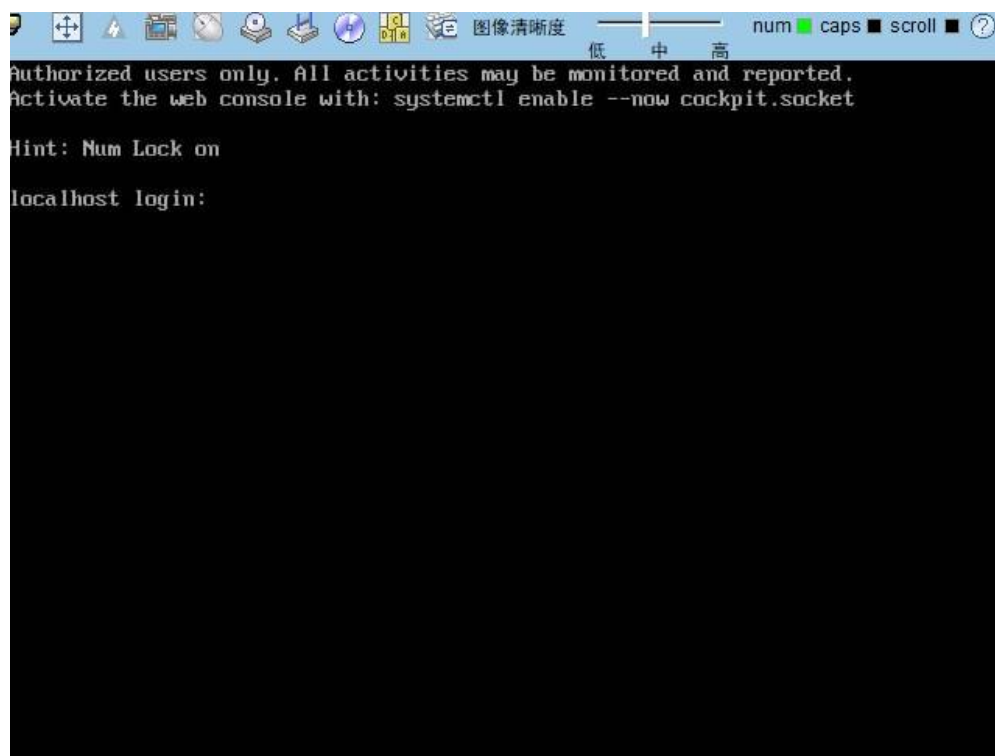 图像清晰度
低 中 高
num caps scroll ?
Authorized users only. All activities may be monitored and reported.
Activate the web console with: systemctl enable --now cockpit.socket
Hint: Num Lock on
localhost login: